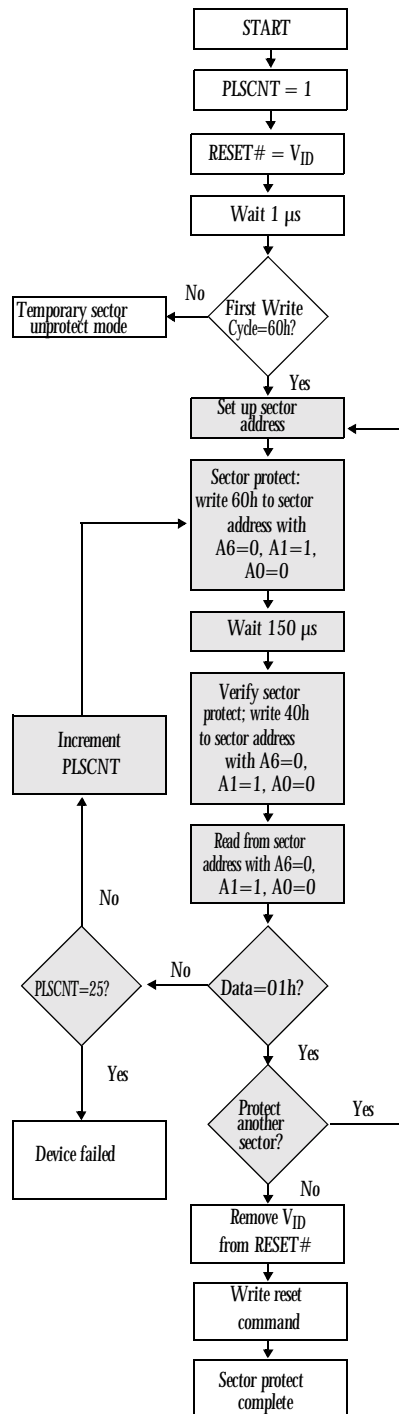 START
PLSCNT = 1
RESET# = VID
Wait 1 µs
No
First Write
Cycle=60h?
Temporary sector
unprotect mode
Yes
Set up sector
address
Sector protect:
write 60h to sector
address with
A6=0, A1=1,
A0=0
Wait 150 µs
Verify sector
protect; write 40h
to sector address
with A6=0,
A1=1, A0=0
Increment
PLSCNT
Read from sector
address with A6=0,
A1=1, A0=0
No
No
PLSCNT=25?
Data=01h?
Yes
Yes
Protect
another
sector?
Yes
Device failed
No
Remove VID
from RESET#
Write reset
command
Sector protect
complete